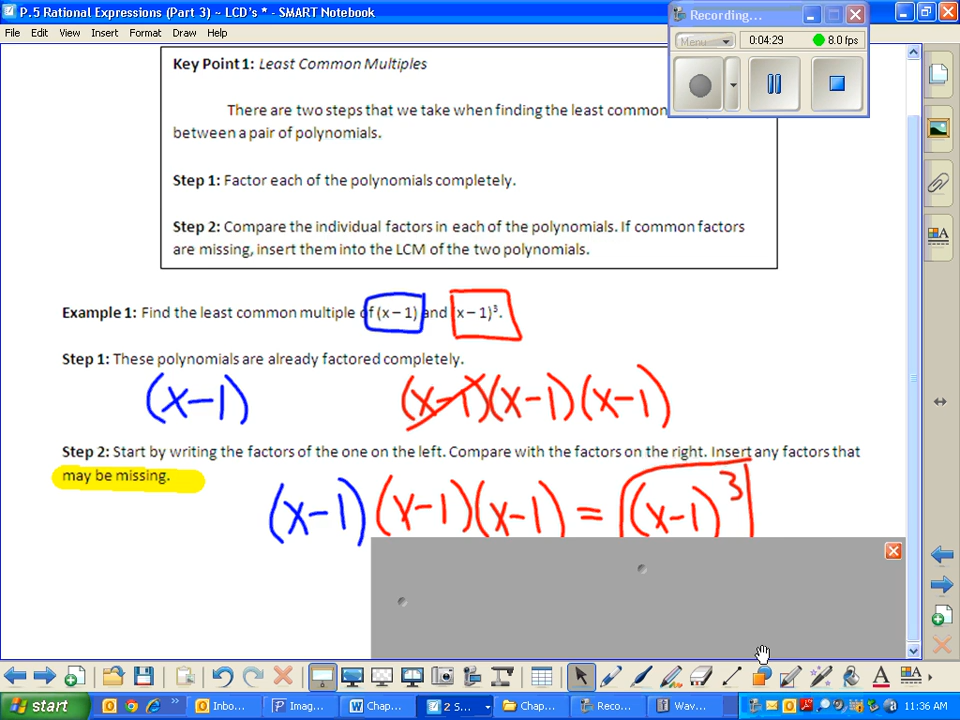 P.5 Rational Expressions (Part 3) ~ LCD's * - SMART Notebook
Recording...
File Edit View Insert Format Draw Help
Menu 0:04:29 8.0 fps
Key Point 1: Least Common Multiples
There are two steps that we take when finding the least common
between a pair of polynomials.
Step 1: Factor each of the polynomials completely.
Step 2: Compare the individual factors in each of the polynomials. If common factors
are missing, insert them into the LCM of the two polynomials.
Example 1: Find the least common multiple of (x – 1) and (x – 1)³.
Step 1: These polynomials are already factored completely.
(x-1) (x-1)(x-1)(x-1)
Step 2: Start by writing the factors of the one on the left. Compare with the factors on the right. Insert any factors that
may be missing.
(x-1)(x-1)(x-1) = (x-1)³
start Inbo... Imag... Chap... 2 S... Chap... Reco... Wav... 11:36 AM